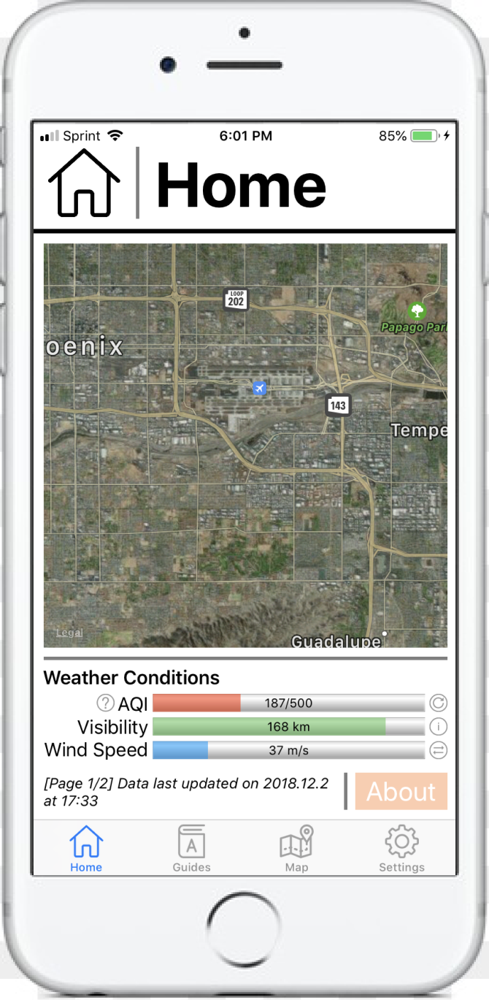 Sprint 6:01 PM 85%
Home
LOOP
202
Papago Par
oenix
143
Tempe
Legal
Guadalupe
Weather Conditions
? AQI 187/500
Visibility 168 km i
Wind Speed 37 m/s
[Page 1/2] Data last updated on 2018.12.2
at 17:33
About
A
Home Guides Map Settings